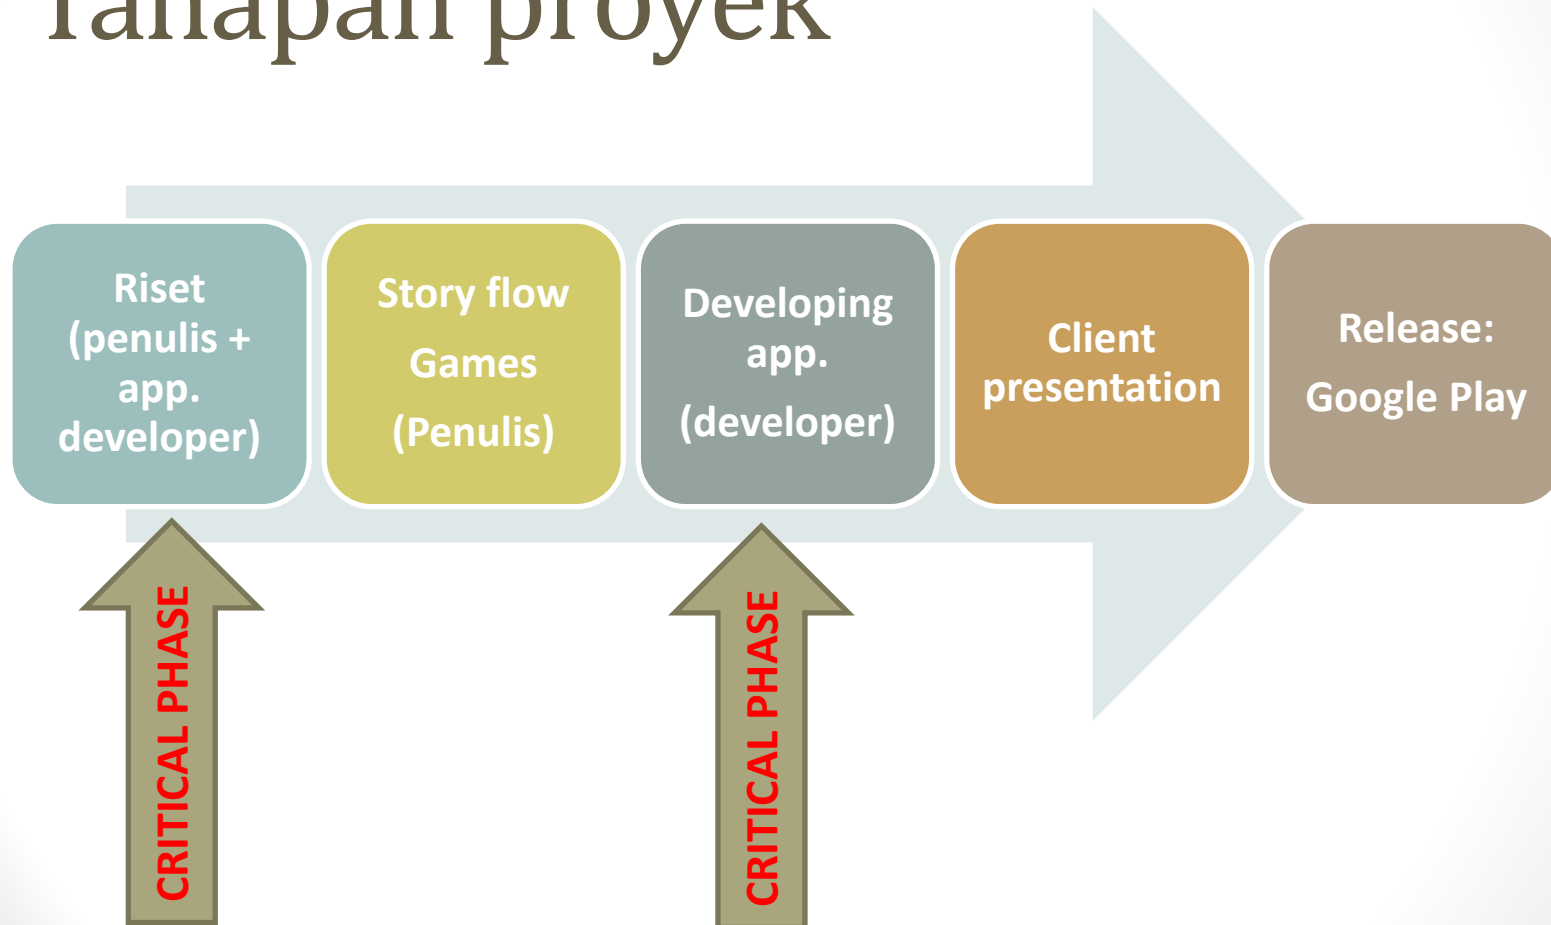 Tahapan proyek
Riset
(penulis +
app.
developer)
Story flow
Games
(Penulis)
Developing
app.
(developer)
Client
presentation
Release:
Google Play
CRITICAL PHASE
CRITICAL PHASE